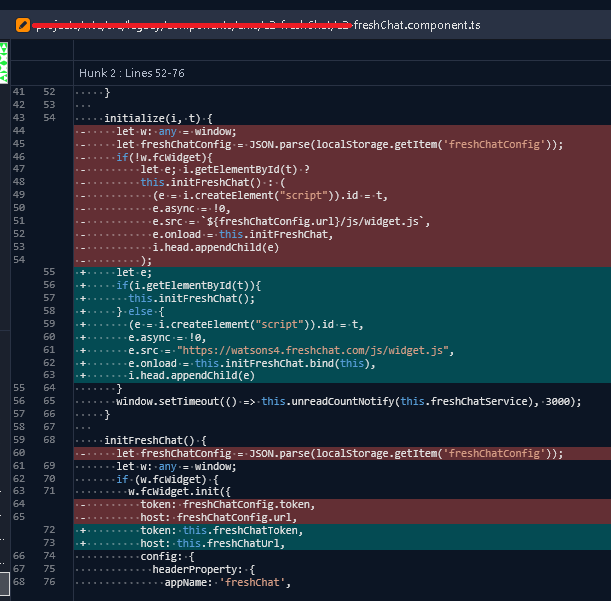 freshChat.component.ts
Hunk 2 : Lines 52-76
41 52 }
42 53
43 54 initialize(i, t) {
44 - let w: any = window;
45 - let freshChatConfig = JSON.parse(localStorage.getItem('freshChatConfig'));
46 - if(!w.fcWidget){
47 - let e; i.getElementById(t) ?
48 - this.initFreshChat() : (
49 - (e = i.createElement("script")).id = t,
50 - e.async = !0,
51 - e.src = `${freshChatConfig.url}/js/widget.js`,
52 - e.onload = this.initFreshChat,
53 - i.head.appendChild(e)
54 - );
55 + let e;
56 + if(i.getElementById(t)){
57 + this.initFreshChat();
58 + } else {
59 + (e = i.createElement("script")).id = t,
60 + e.async = !0,
61 + e.src = "https://watsons4.freshchat.com/js/widget.js",
62 + e.onload = this.initFreshChat.bind(this),
63 + i.head.appendChild(e)
55 64 }
56 65 window.setTimeout(() => this.unreadCountNotify(this.freshChatService), 3000);
57 66 }
58 67
59 68 initFreshChat() {
60 - let freshChatConfig = JSON.parse(localStorage.getItem('freshChatConfig'));
61 69 let w: any = window;
62 70 if (w.fcWidget) {
63 71 w.fcWidget.init({
64 - token: freshChatConfig.token,
65 - host: freshChatConfig.url,
72 + token: this.freshChatToken,
73 + host: this.freshChatUrl,
66 74 config: {
67 75 headerProperty: {
68 76 appName: 'freshChat',